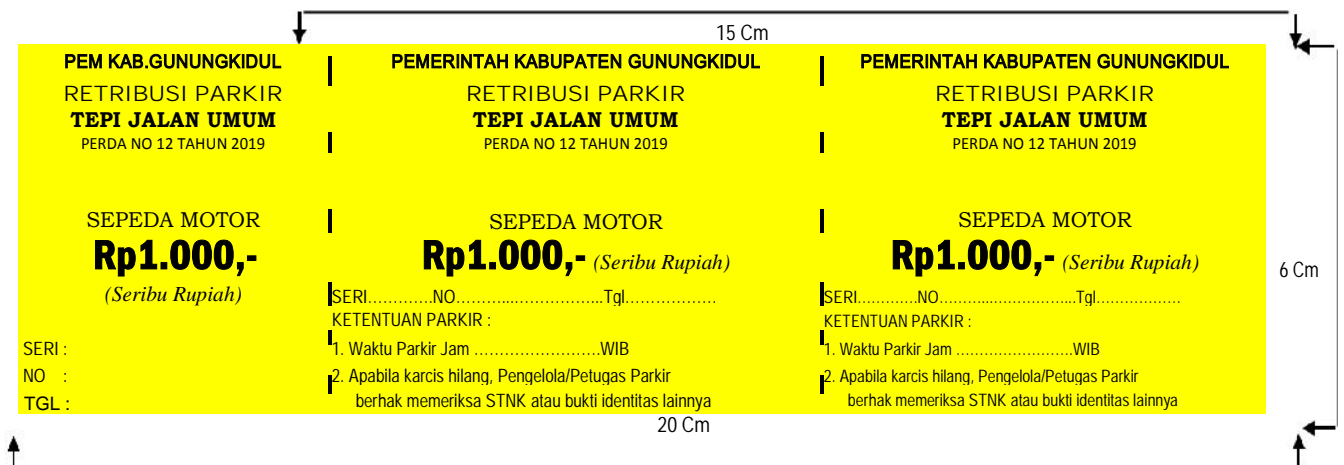 15 Cm
PEM KAB.GUNUNGKIDUL
RETRIBUSI PARKIR
TEPI JALAN UMUM
PERDA NO 12 TAHUN 2019
SEPEDA MOTOR
Rp1.000,-
(Seribu Rupiah)
SERI :
NO :
TGL :
PEMERINTAH KABUPATEN GUNUNGKIDUL
RETRIBUSI PARKIR
TEPI JALAN UMUM
PERDA NO 12 TAHUN 2019
SEPEDA MOTOR
Rp1.000,- (Seribu Rupiah)
SERI.............NO............................Tgl..................
KETENTUAN PARKIR :
1. Waktu Parkir Jam .........................WIB
2. Apabila karcis hilang, Pengelola/Petugas Parkir
berhak memeriksa STNK atau bukti identitas lainnya
PEMERINTAH KABUPATEN GUNUNGKIDUL
RETRIBUSI PARKIR
TEPI JALAN UMUM
PERDA NO 12 TAHUN 2019
SEPEDA MOTOR
Rp1.000,- (Seribu Rupiah)
SERI............NO............................Tgl..................
KETENTUAN PARKIR :
1. Waktu Parkir Jam .........................WIB
2. Apabila karcis hilang, Pengelola/Petugas Parkir
berhak memeriksa STNK atau bukti identitas lainnya
6 Cm
20 Cm